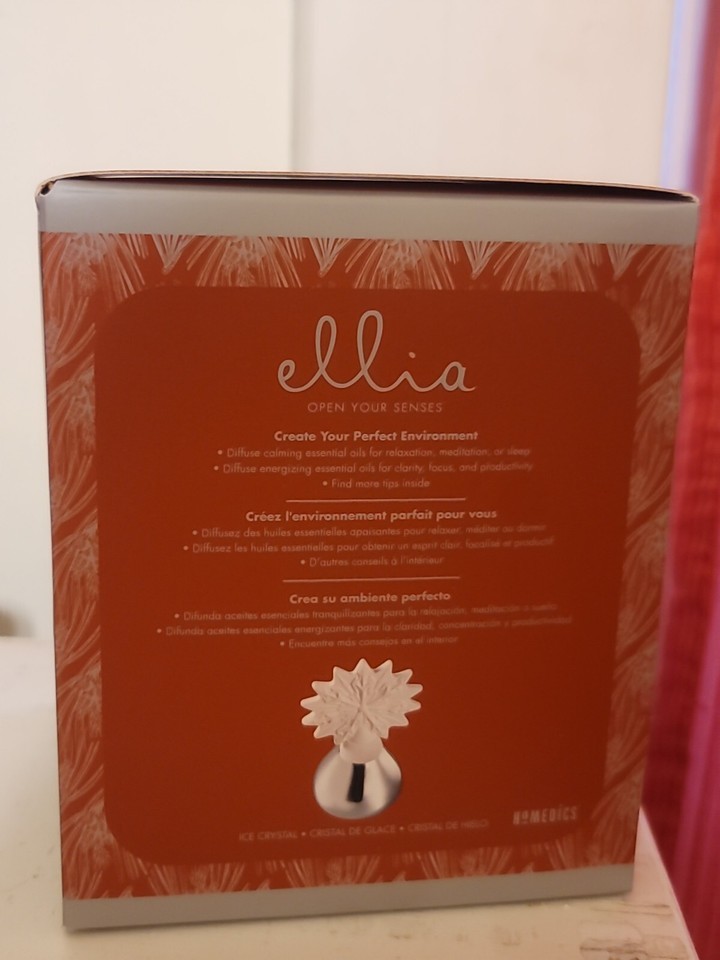 ellia
OPEN YOUR SENSES
Create Your Perfect Environment
• Diffuse calming essential oils for relaxation, meditation, or sleep
• Diffuse energizing essential oils for clarity, focus, and productivity
• Find more tips inside
Créez l'environnement parfait pour vous
• Diffusez des huiles essentielles apaisantes pour relaxer, méditer ou dormir
• Diffusez les huiles essentielles pour obtenir un esprit clair, focalisé et productif
• D'autres conseils à l'intérieur
Crea su ambiente perfecto
• Difunda aceites esenciales tranquilizantes para la relajación, meditación o sueño
• Difunda aceites esenciales energizantes para la claridad, concentración y productividad
• Encuentre más consejos en el interior
ICE CRYSTAL • CRISTAL DE GLACE • CRISTAL DE HIELO
HOMEDICS